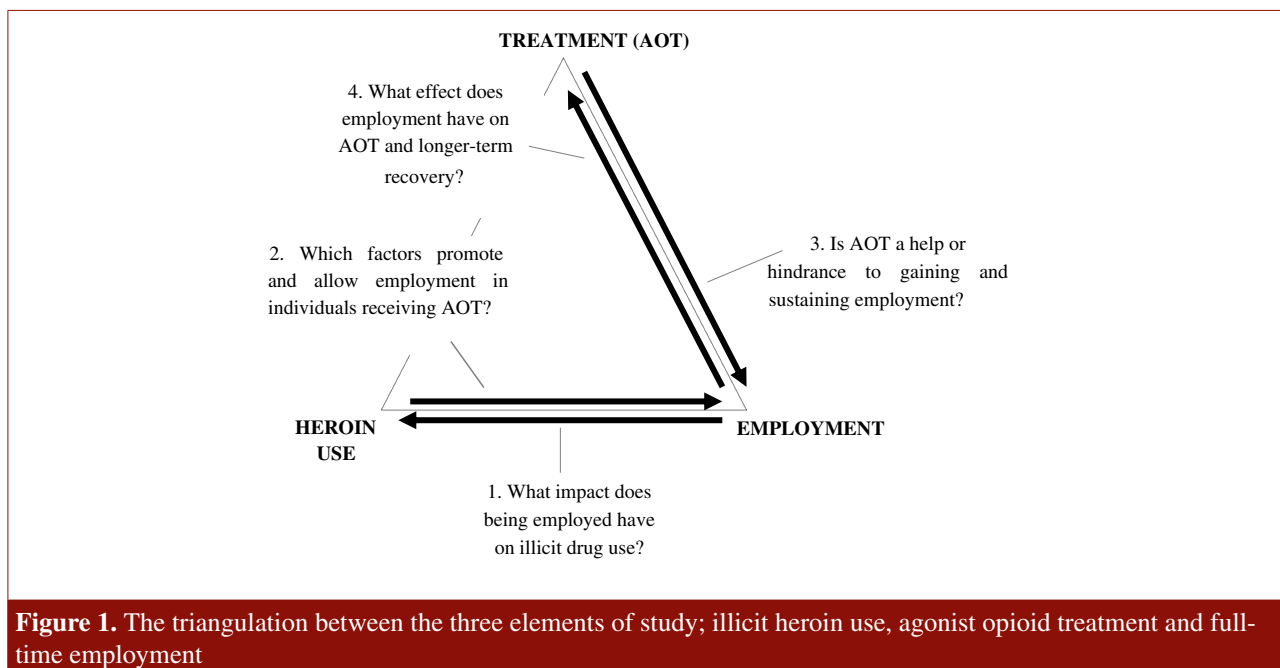 TREATMENT (AOT)
4. What effect does
employment have on
AOT and longer-term
recovery?
2. Which factors promote
and allow employment in
individuals receiving AOT?
3. Is AOT a help or
hindrance to gaining and
sustaining employment?
HEROIN
USE
EMPLOYMENT
1. What impact does
being employed have
on illicit drug use?
Figure 1. The triangulation between the three elements of study; illicit heroin use, agonist opioid treatment and full-
time employment